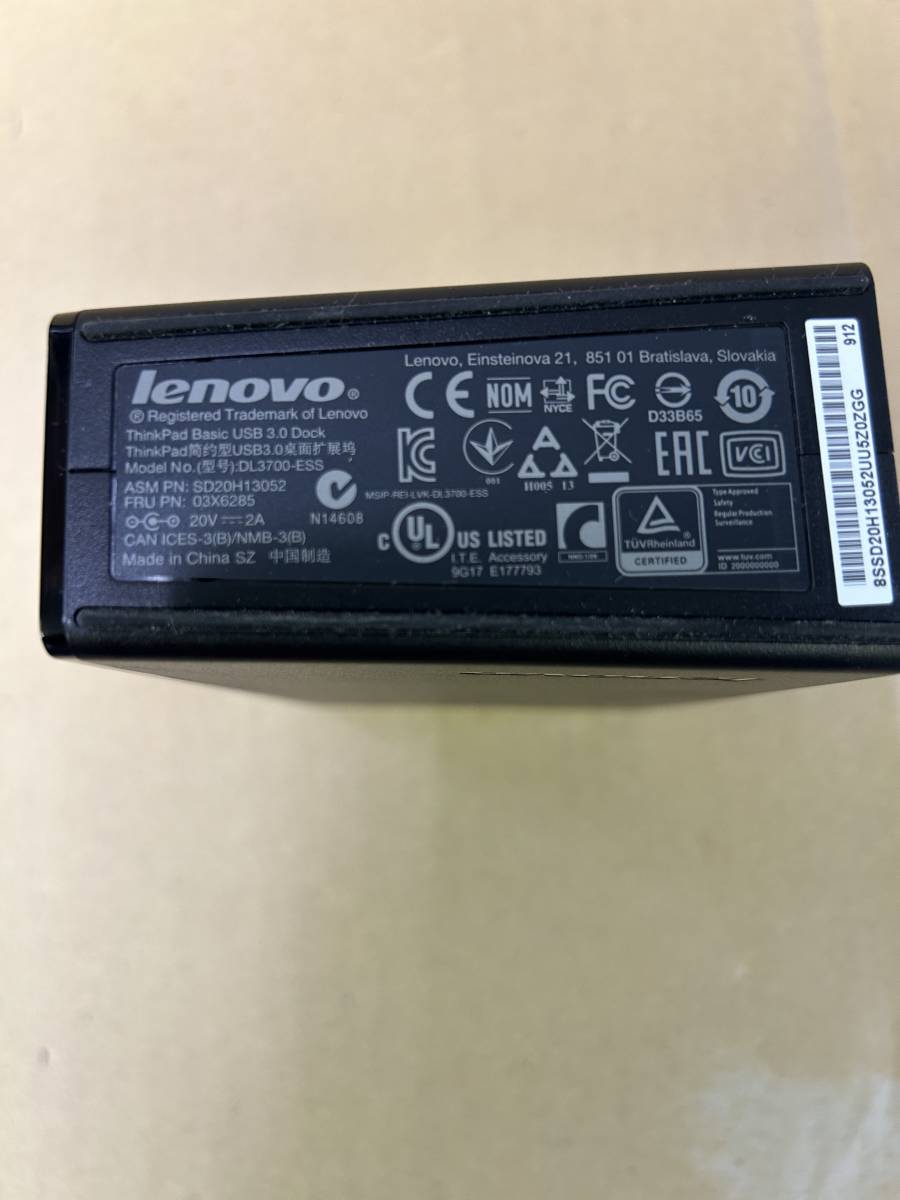 Lenovo, Einsteinova 21, 851 01 Bratislava, Slovakia
lenovo®
® Registered Trademark of Lenovo
ThinkPad Basic USB 3.0 Dock
ThinkPad简约型USB3.0桌面扩展坞
Model No.(型号):DL3700-ESS
ASM PN: SD20H13052
FRU PN: 03X6285
20V 2A
CAN ICES-3(B)/NMB-3(B)
Made in China SZ 中国制造
N14608
CE
NOM
NYCE
FC
D33B65
10
001
H005 13
EAC
VCI
MSIP-REI-LVK-DL3700-ESS
C UL US LISTED
I.T.E. Accessory
9G17 E177793
TÜVRheinland®
CERTIFIED
Type Approved
Safety
Regular Production
Surveillance
www.tuv.com
ID 2000000000
912
8SSD20H13052UU5Z0ZGG